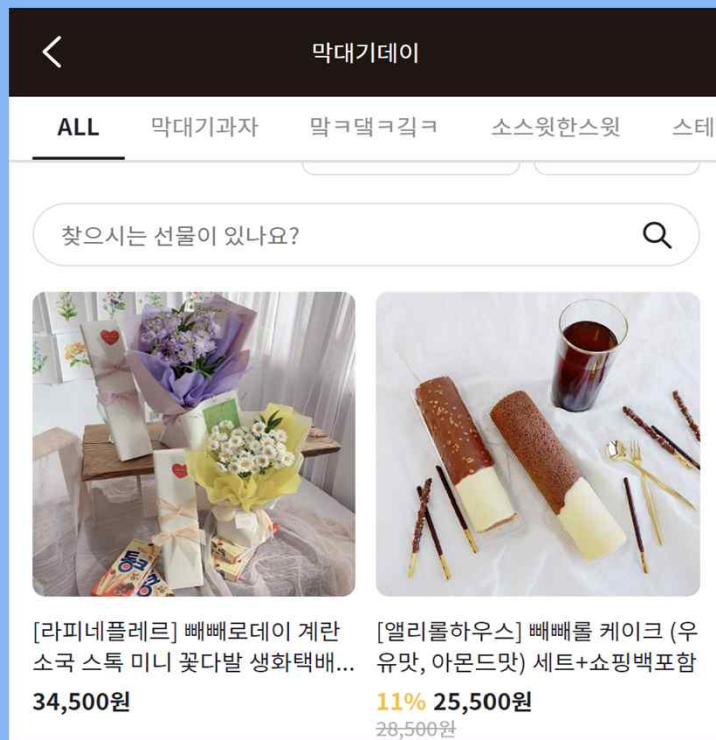 막대기데이
ALL 막대기과자 맠ㅋ댘ㅋ깈ㅋ 소스윗한스윗 스테
찾으시는 선물이 있나요?
[라피네플레르] 빼빼로데이 계란
소국 스톡 미니 꽃다발 생화택배...
34,500원
[앨리롤하우스] 빼빼롤 케이크 (우
유맛, 아몬드맛) 세트+쇼핑백포함
11% 25,500원
28,500원